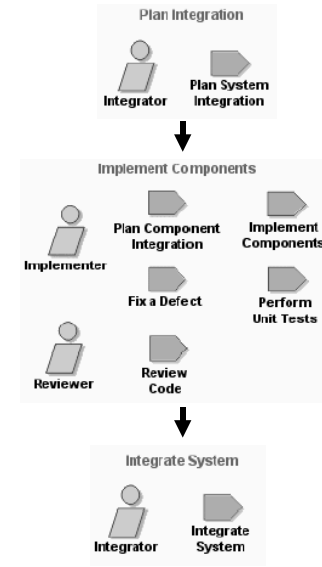 Plan Integration
Integrator
Plan System
Integration
Implement Components
Implementer
Plan Component
Integration
Implement
Components
Fix a Defect
Perform
Unit Tests
Reviewer
Review
Code
Integrate System
Integrator
Integrate
System